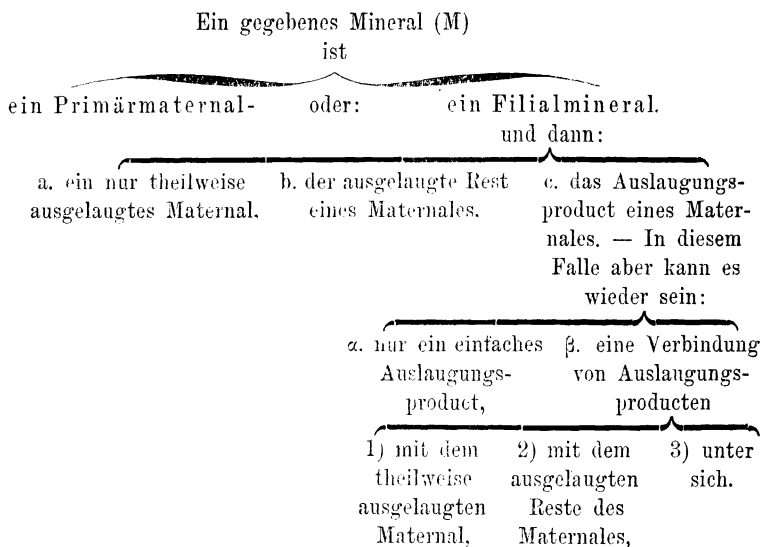 Ein gegebenes Mineral (M)
ist
ein Primärmaternal- oder: ein Filialmineral.
und dann:
a. ein nur theilweise
ausgelaugtes Maternal.
b. der ausgelaugte Rest
eines Maternales.
c. das Auslaugungs-
product eines Mater-
nales. — In diesem
Falle aber kann es
wieder sein:
α. nur ein einfaches
Auslaugungs-
product,
β. eine Verbindung
von Auslaugungs-
producten
1) mit dem
theilweise
ausgelaugten
Maternal,
2) mit dem
ausgelaugten
Reste des
Maternales,
3) unter
sich.